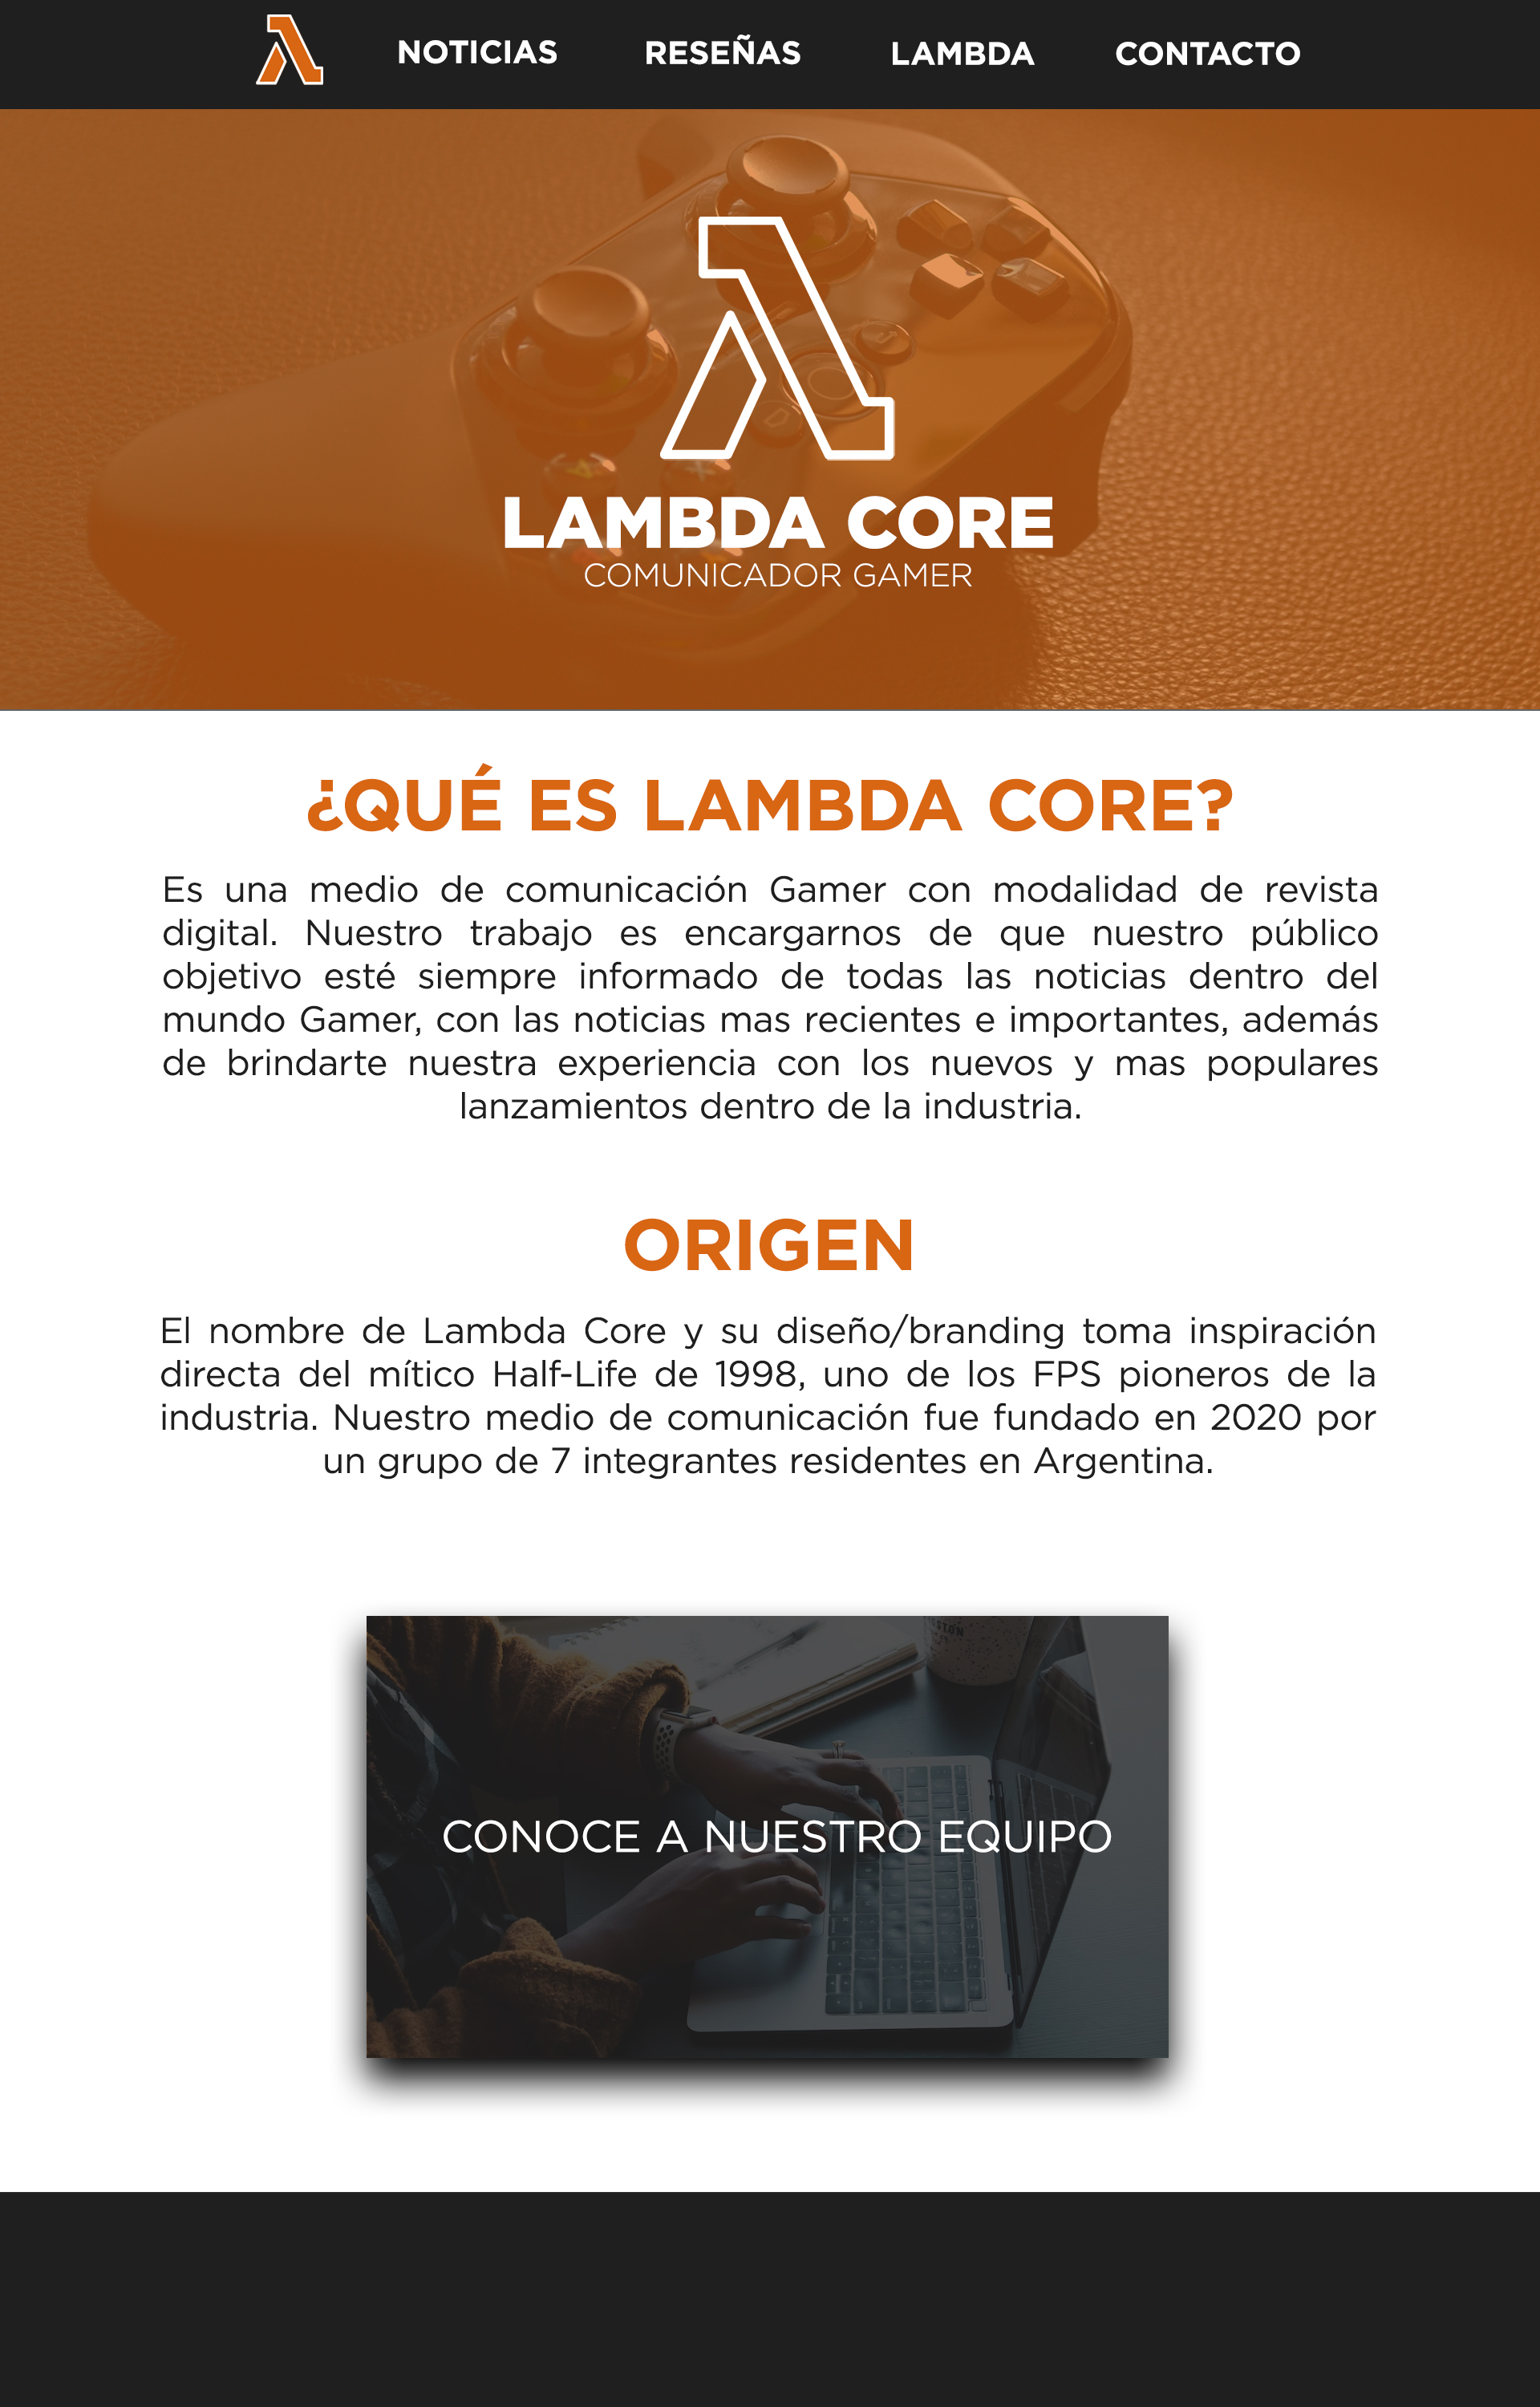 NOTICIAS RESEÑAS LAMBDA CONTACTO
LAMBDA CORE
COMUNICADOR GAMER
¿QUÉ ES LAMBDA CORE?
Es una medio de comunicación Gamer con modalidad de revista
digital. Nuestro trabajo es encargarnos de que nuestro público
objetivo esté siempre informado de todas las noticias dentro del
mundo Gamer, con las noticias mas recientes e importantes, además
de brindarte nuestra experiencia con los nuevos y mas populares
lanzamientos dentro de la industria.
ORIGEN
El nombre de Lambda Core y su diseño/branding toma inspiración
directa del mítico Half-Life de 1998, uno de los FPS pioneros de la
industria. Nuestro medio de comunicación fue fundado en 2020 por
un grupo de 7 integrantes residentes en Argentina.
CONOCE A NUESTRO EQUIPO